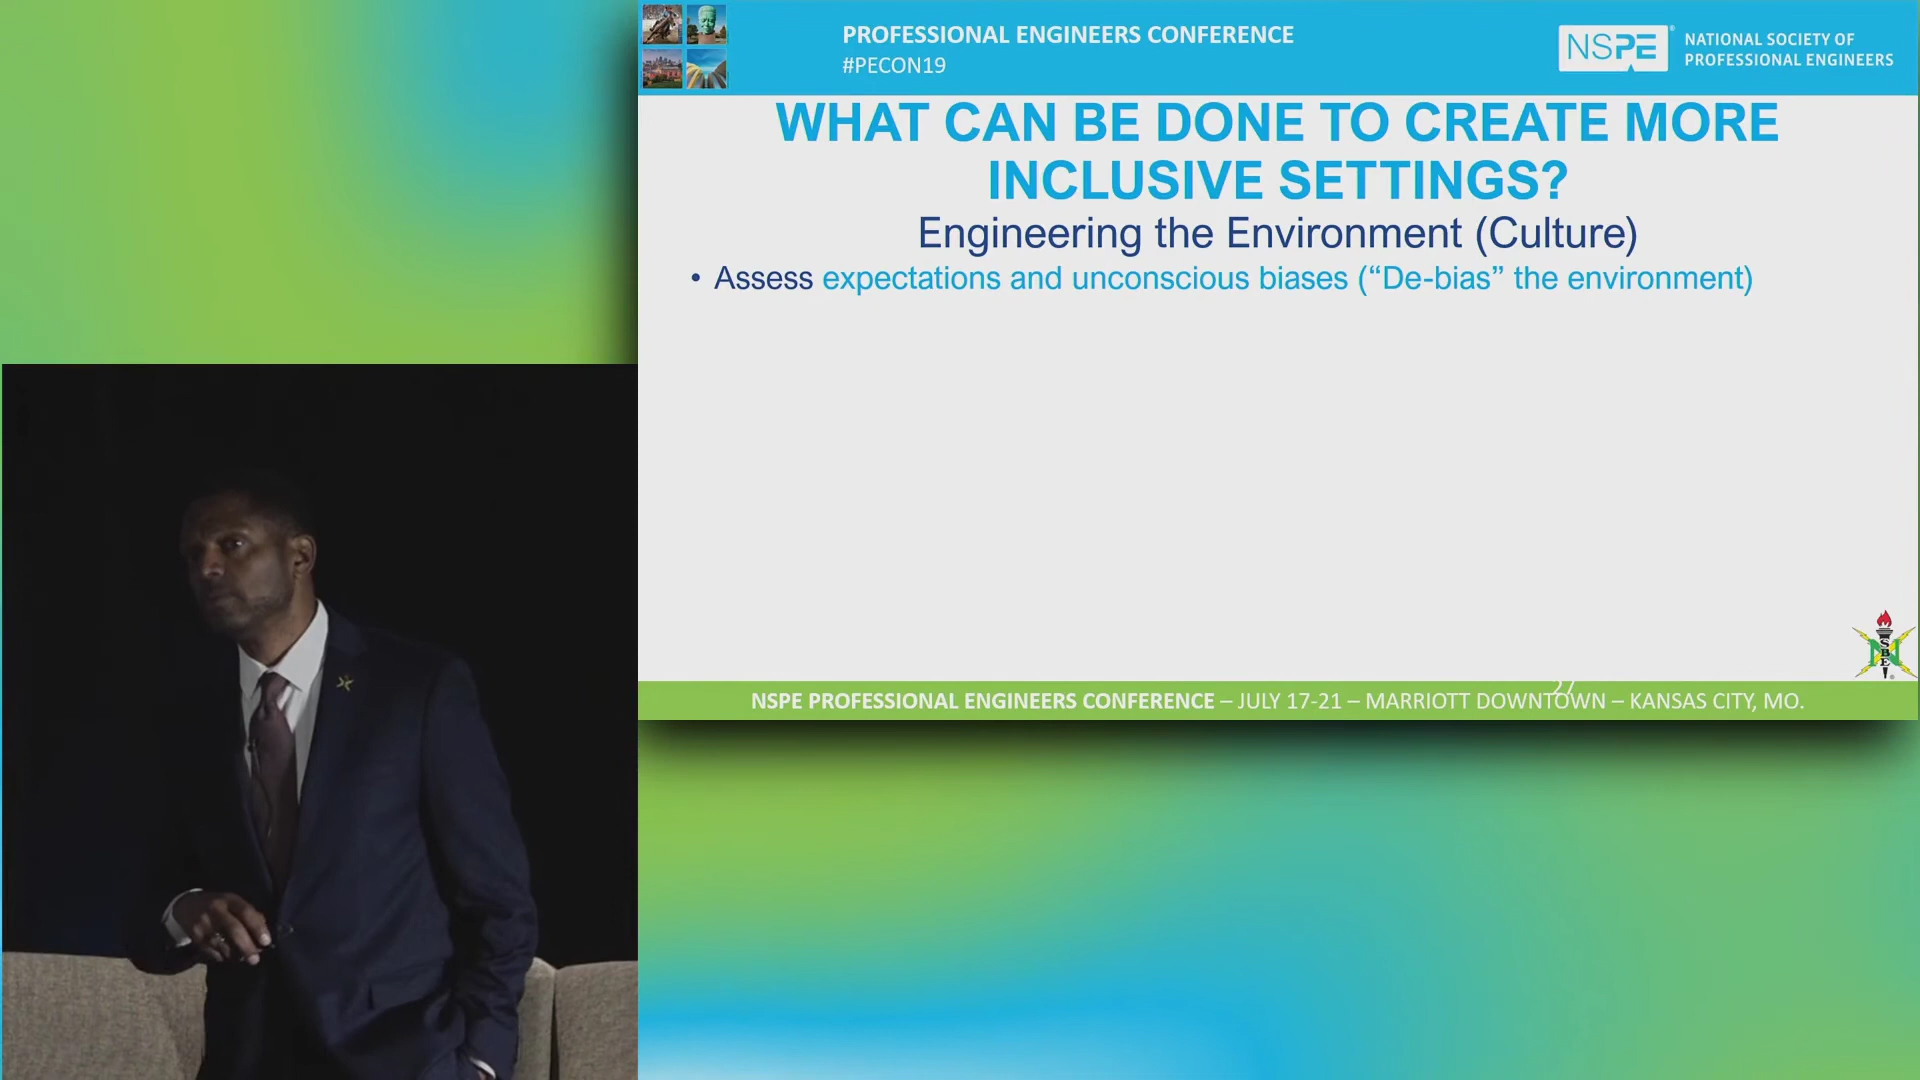 PROFESSIONAL ENGINEERS CONFERENCE
#PECON19
NSPE
NATIONAL SOCIETY OF
PROFESSIONAL ENGINEERS
WHAT CAN BE DONE TO CREATE MORE
INCLUSIVE SETTINGS?
Engineering the Environment (Culture)
• Assess expectations and unconscious biases (“De-bias” the environment)
NSBE
27
NSPE PROFESSIONAL ENGINEERS CONFERENCE – JULY 17-21 – MARRIOTT DOWNTOWN – KANSAS CITY, MO.